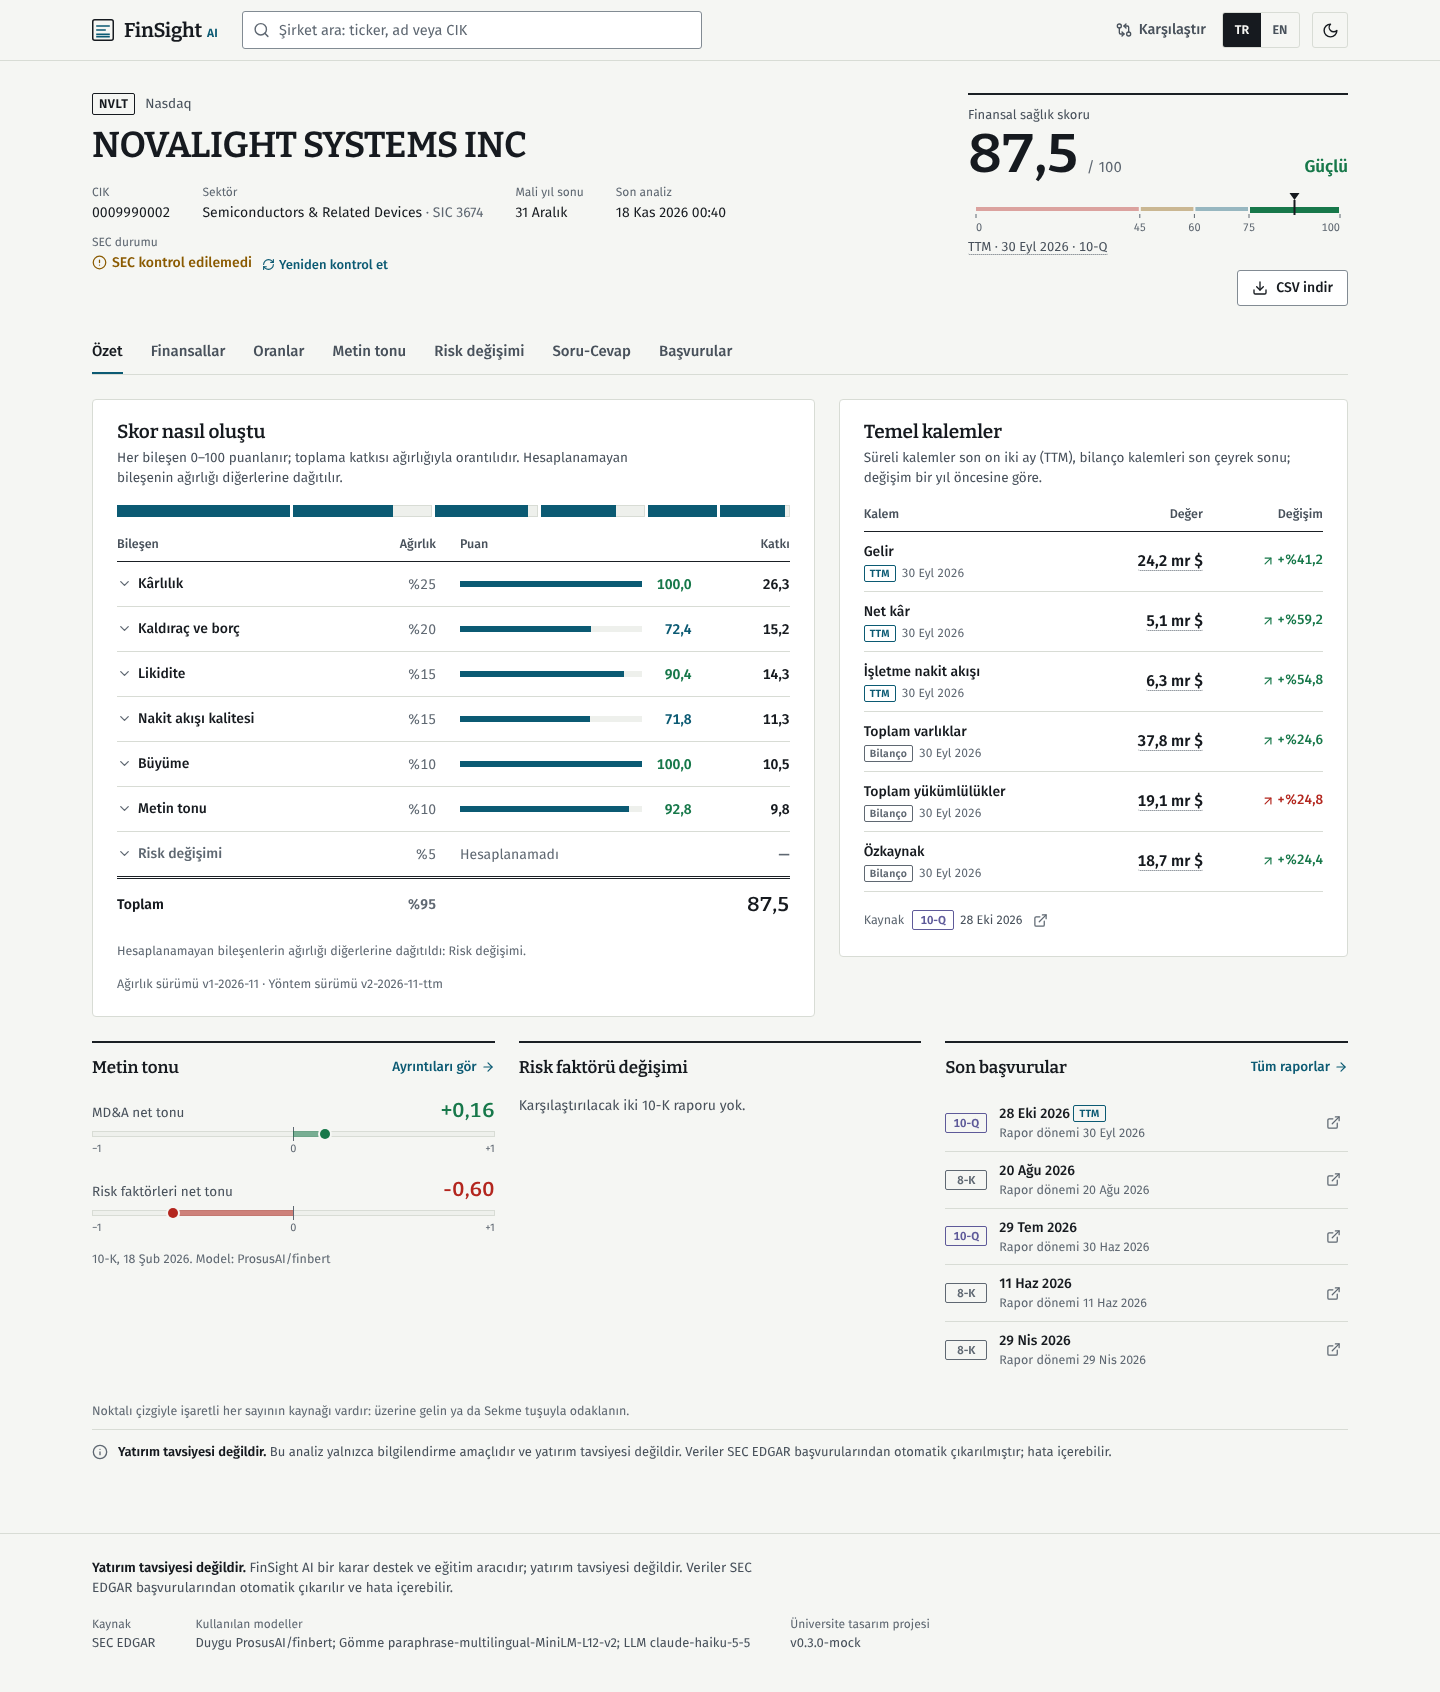 FinSight AI
Şirket ara: ticker, ad veya CIK
Karşılaştır
TR EN
NVLT Nasdaq
NOVALIGHT SYSTEMS INC
CIK Sektör Mali yıl sonu Son analiz
0009990002 Semiconductors & Related Devices · SIC 3674 31 Aralık 18 Kas 2026 00:40
SEC durumu
SEC kontrol edilemedi Yeniden kontrol et
Finansal sağlık skoru
87,5 / 100 Güçlü
0 45 60 75 100
TTM · 30 Eyl 2026 · 10-Q
CSV indir
Özet Finansallar Oranlar Metin tonu Risk değişimi Soru-Cevap Başvurular
Skor nasıl oluştu
Her bileşen 0–100 puanlanır; toplama katkısı ağırlığıyla orantılıdır. Hesaplanamayan
bileşenin ağırlığı diğerlerine dağıtılır.
Bileşen Ağırlık Puan Katkı
Kârlılık %25 100,0 26,3
Kaldıraç ve borç %20 72,4 15,2
Likidite %15 90,4 14,3
Nakit akışı kalitesi %15 71,8 11,3
Büyüme %10 100,0 10,5
Metin tonu %10 92,8 9,8
Risk değişimi %5 Hesaplanamadı —
Toplam %95 87,5
Hesaplanamayan bileşenlerin ağırlığı diğerlerine dağıtıldı: Risk değişimi.
Ağırlık sürümü v1-2026-11 · Yöntem sürümü v2-2026-11-ttm
Temel kalemler
Süreli kalemler son on iki ay (TTM), bilanço kalemleri son çeyrek sonu;
değişim bir yıl öncesine göre.
Kalem Değer Değişim
Gelir
TTM 30 Eyl 2026 24,2 mr $ +%41,2
Net kâr
TTM 30 Eyl 2026 5,1 mr $ +%59,2
İşletme nakit akışı
TTM 30 Eyl 2026 6,3 mr $ +%54,8
Toplam varlıklar
Bilanço 30 Eyl 2026 37,8 mr $ +%24,6
Toplam yükümlülükler
Bilanço 30 Eyl 2026 19,1 mr $ +%24,8
Özkaynak
Bilanço 30 Eyl 2026 18,7 mr $ +%24,4
Kaynak 10-Q 28 Eki 2026
Metin tonu Ayrıntıları gör
MD&A net tonu +0,16
−1 0 +1
Risk faktörleri net tonu -0,60
−1 0 +1
10-K, 18 Şub 2026. Model: ProsusAI/finbert
Risk faktörü değişimi
Karşılaştırılacak iki 10-K raporu yok.
Son başvurular Tüm raporlar
10-Q 28 Eki 2026 TTM
Rapor dönemi 30 Eyl 2026
8-K 20 Ağu 2026
Rapor dönemi 20 Ağu 2026
10-Q 29 Tem 2026
Rapor dönemi 30 Haz 2026
8-K 11 Haz 2026
Rapor dönemi 11 Haz 2026
8-K 29 Nis 2026
Rapor dönemi 29 Nis 2026
Noktalı çizgiyle işaretli her sayının kaynağı vardır: üzerine gelin ya da Sekme tuşuyla odaklanın.
Yatırım tavsiyesi değildir. Bu analiz yalnızca bilgilendirme amaçlıdır ve yatırım tavsiyesi değildir. Veriler SEC EDGAR başvurularından otomatik çıkarılmıştır; hata içerebilir.
Yatırım tavsiyesi değildir. FinSight AI bir karar destek ve eğitim aracıdır; yatırım tavsiyesi değildir. Veriler SEC
EDGAR başvurularından otomatik çıkarılır ve hata içerebilir.
Kaynak Kullanılan modeller Üniversite tasarım projesi
SEC EDGAR Duygu ProsusAI/finbert; Gömme paraphrase-multilingual-MiniLM-L12-v2; LLM claude-haiku-5-5 v0.3.0-mock